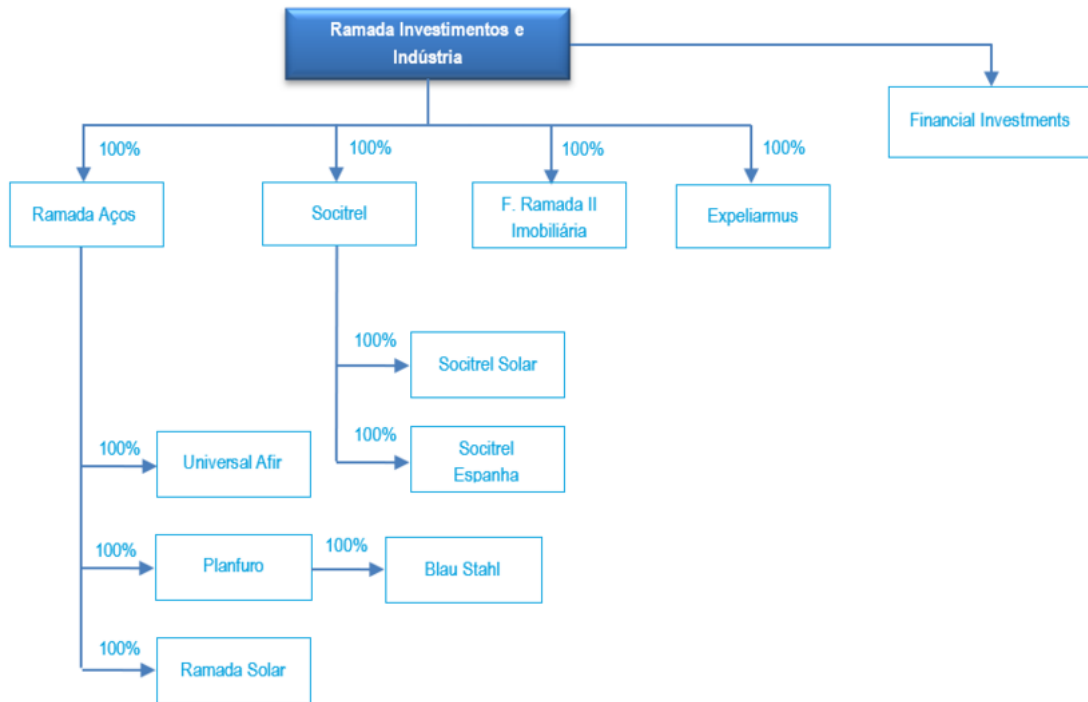 Ramada Investimentos e
Indústria
Financial Investments
100%
100%
100%
100%
Ramada Aços
Socitrel
F. Ramada II
Imobiliária
Expeliarmus
100%
Socitrel Solar
100%
Socitrel
Espanha
100%
Universal Afir
100%
Planfuro
100%
Blau Stahl
100%
Ramada Solar